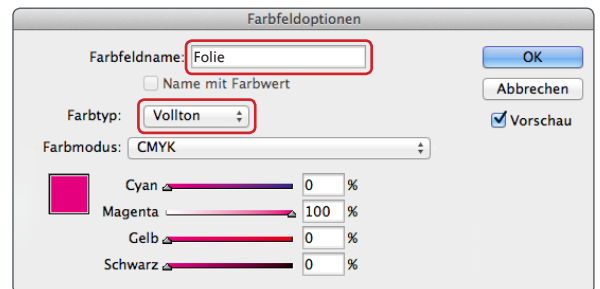 Farbfeldoptionen
Farbfeldname: Folie
OK
Name mit Farbwert
Abbrechen
Farbtyp: Vollton
Vorschau
Farbmodus: CMYK
Cyan 0 %
Magenta 100 %
Gelb 0 %
Schwarz 0 %